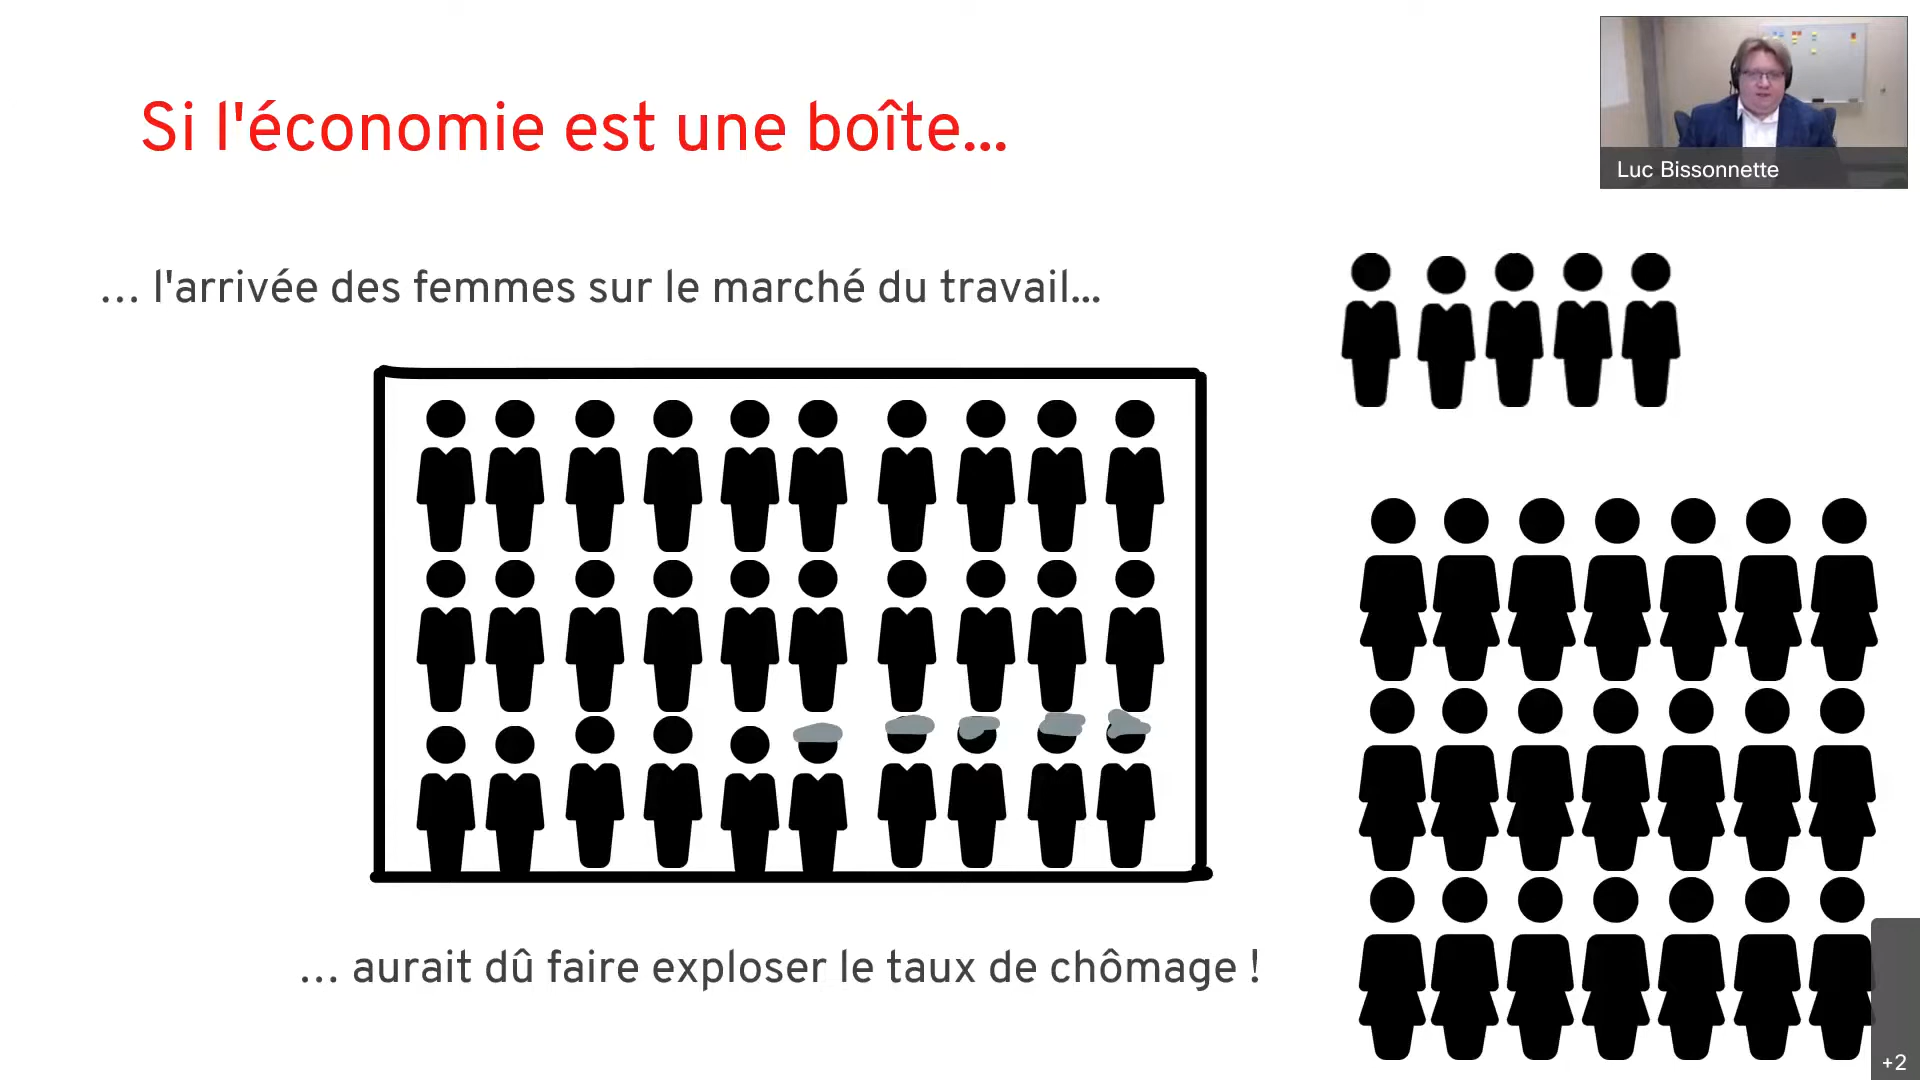 Si l'économie est une boîte...
Luc Bissonnette
... l'arrivée des femmes sur le marché du travail...
... aurait dû faire exploser le taux de chômage !
+2